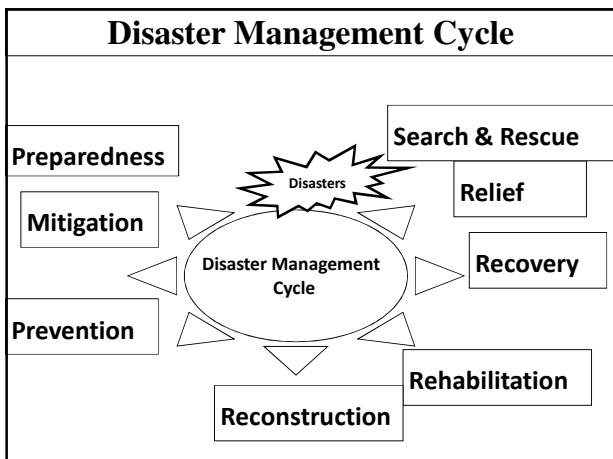 Disaster Management Cycle
Preparedness
Search & Rescue
Disasters
Relief
Mitigation
Disaster Management
Cycle
Recovery
Prevention
Rehabilitation
Reconstruction